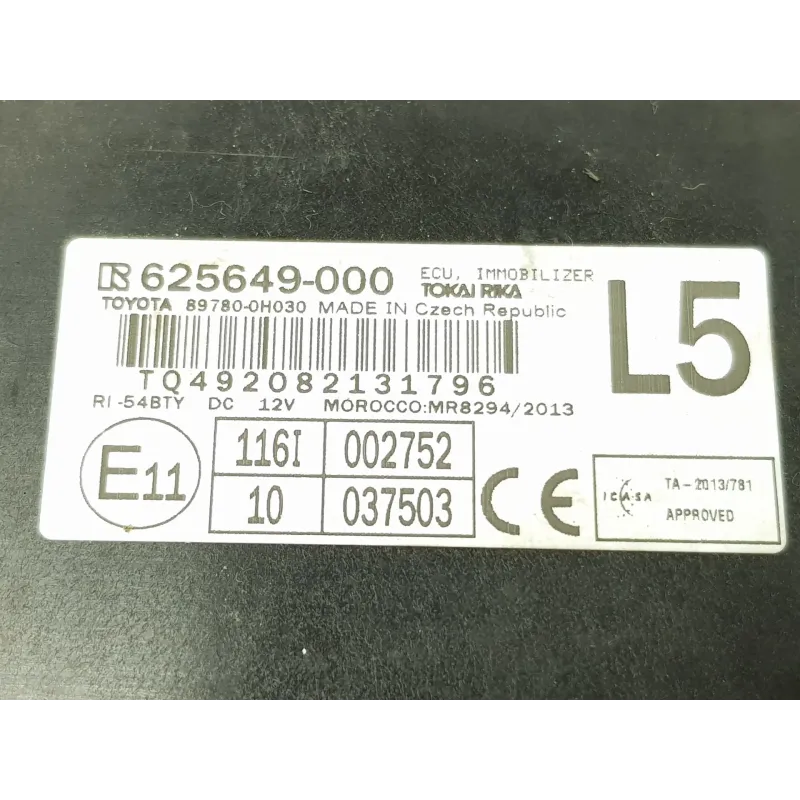 625649-000 ECU, IMMOBILIZER
TOKAI RIKA
TOYOTA 89780-0H030 MADE IN Czech Republic
L5
TQ492082131796
RI-54BTY DC 12V MOROCCO:MR8294/2013
E11
116I 002752
10 037503
CE
ICASA
TA-2013/781
APPROVED